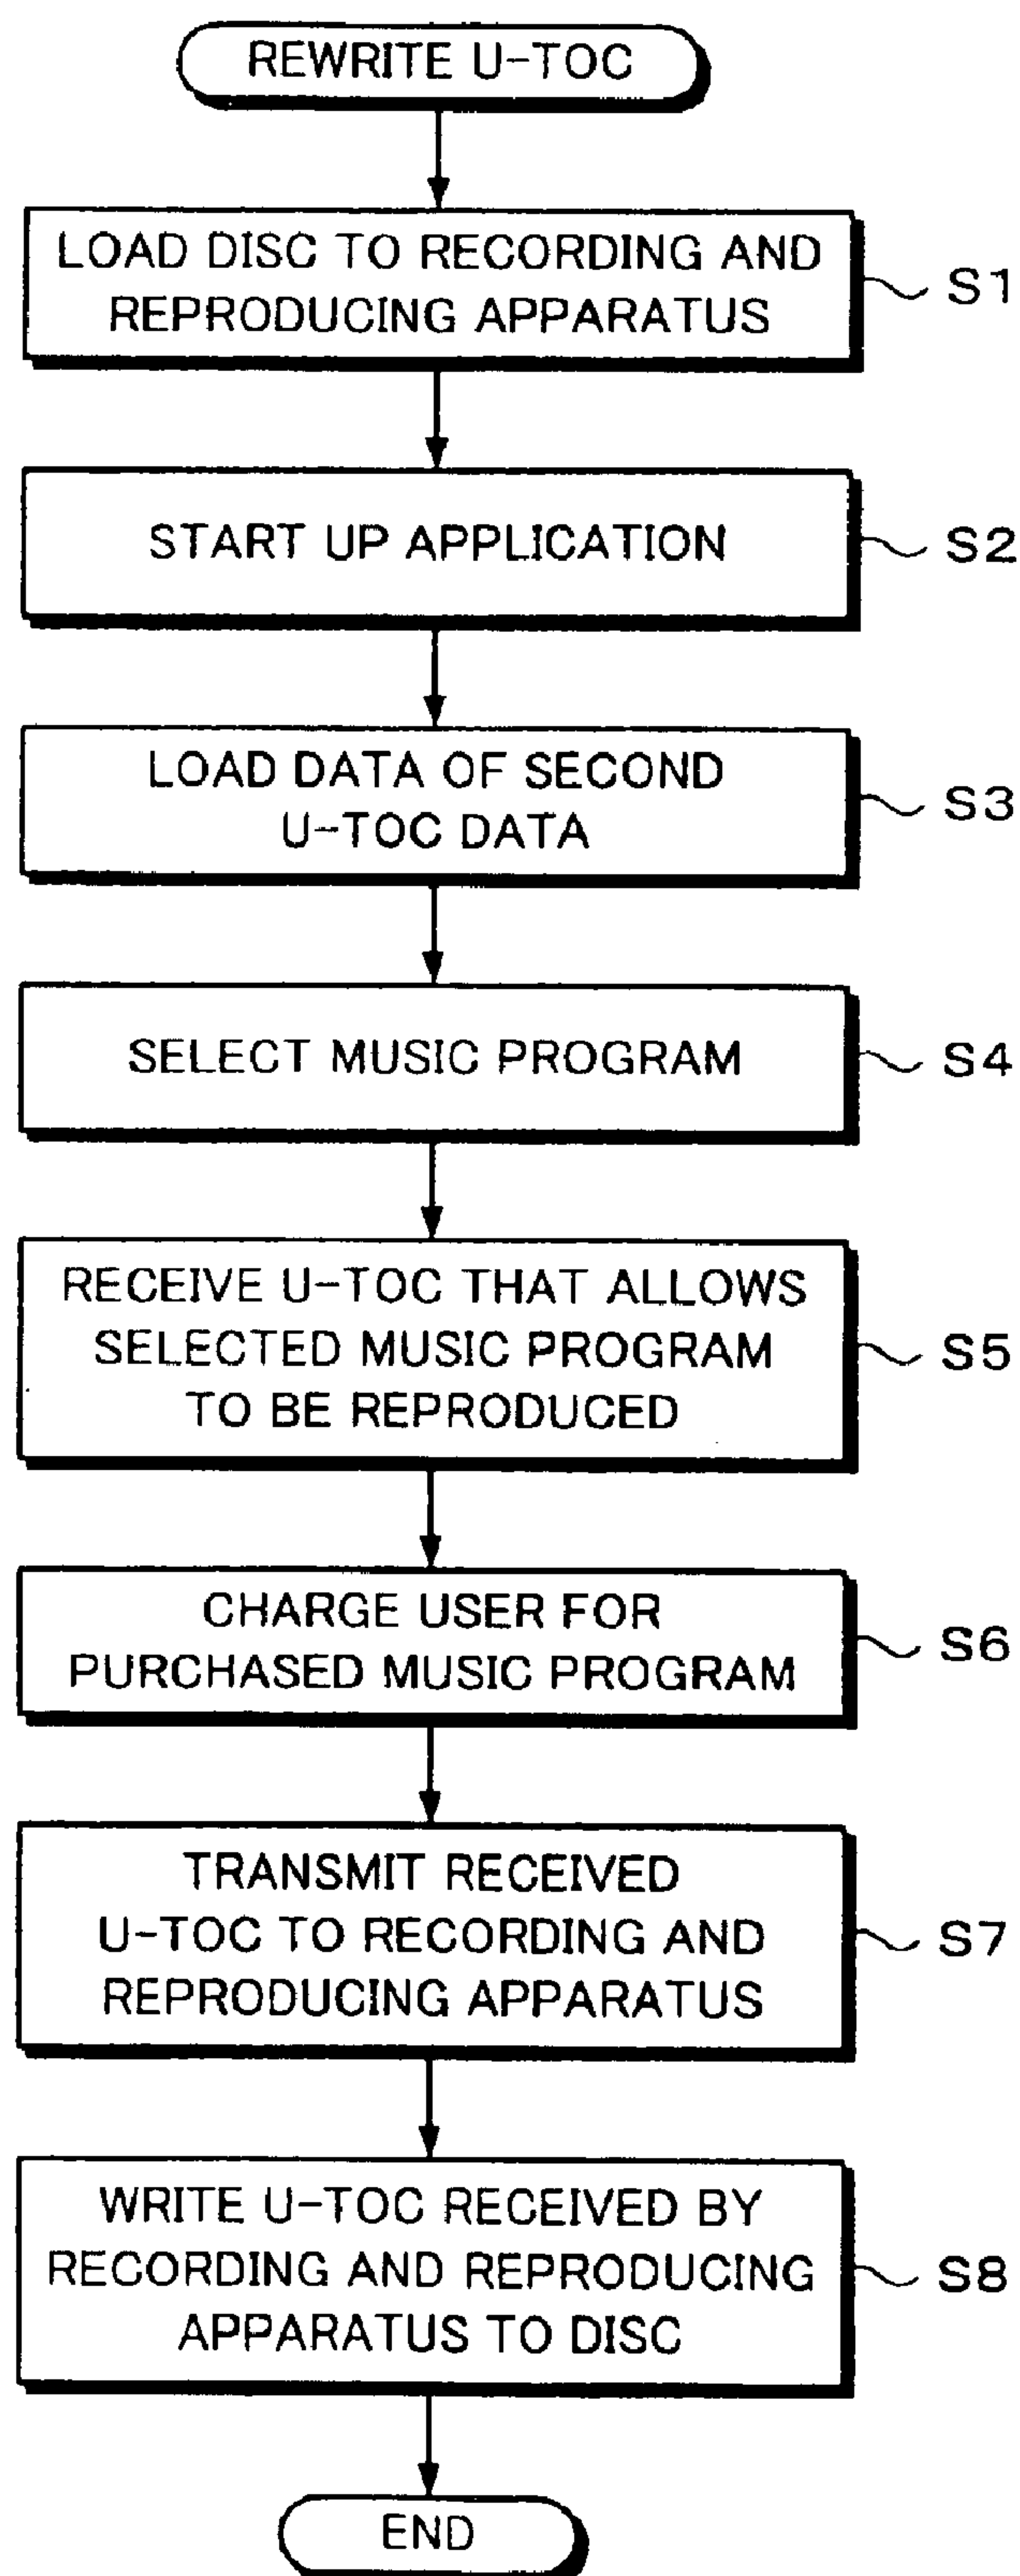 REWRITE U-TOC
LOAD DISC TO RECORDING AND
REPRODUCING APPARATUS
S1
START UP APPLICATION
S2
LOAD DATA OF SECOND
U-TOC DATA
S3
SELECT MUSIC PROGRAM
S4
RECEIVE U-TOC THAT ALLOWS
SELECTED MUSIC PROGRAM
TO BE REPRODUCED
S5
CHARGE USER FOR
PURCHASED MUSIC PROGRAM
S6
TRANSMIT RECEIVED
U-TOC TO RECORDING AND
REPRODUCING APPARATUS
S7
WRITE U-TOC RECEIVED BY
RECORDING AND REPRODUCING
APPARATUS TO DISC
S8
END